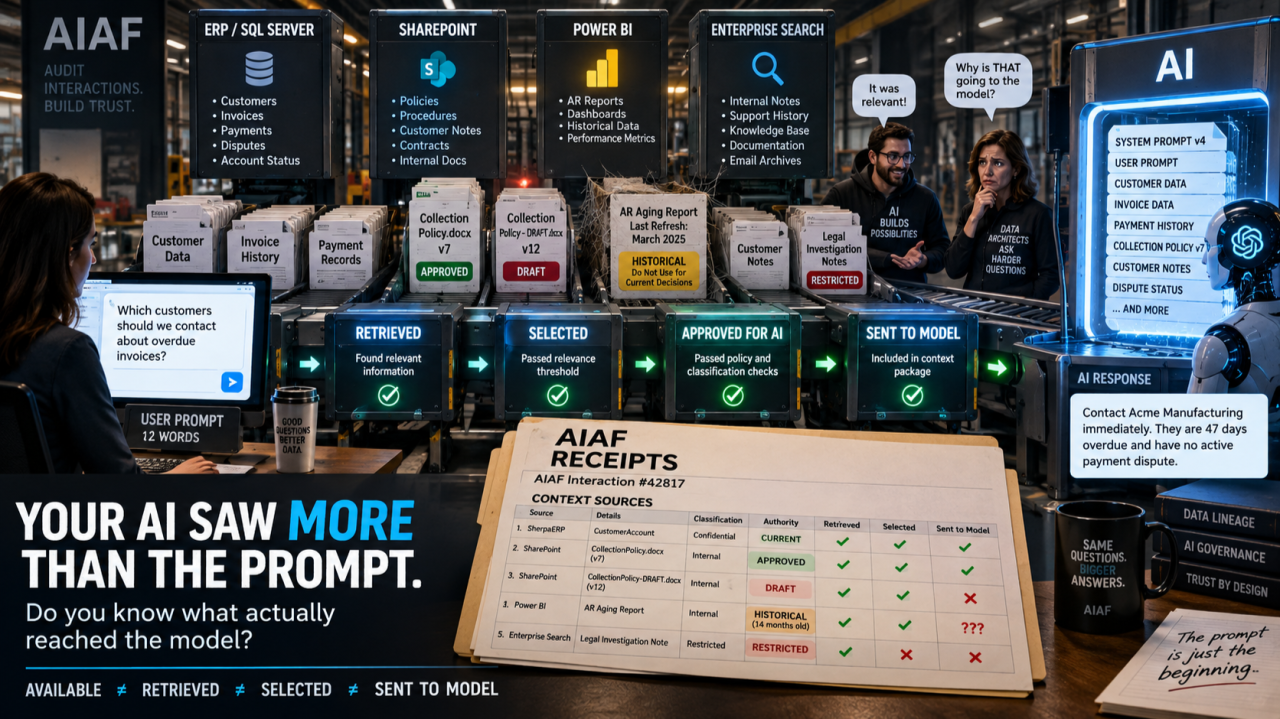 AIAF
AUDIT
INTERACTIONS.
BUILD TRUST.
ERP / SQL SERVER
• Customers
• Invoices
• Payments
• Disputes
• Account Status
SHAREPOINT
S
• Policies
• Procedures
• Customer Notes
• Contracts
• Internal Docs
POWER BI
• AR Reports
• Dashboards
• Historical Data
• Performance Metrics
ENTERPRISE SEARCH
• Internal Notes
• Support History
• Knowledge Base
• Documentation
• Email Archives
It was
relevant!
Why is THAT
going to the
model?
AI
BUILDS
POSSIBLITIES
DATA
ARCHITECTS
ASK
HARDER
QUESTIONS
AI
SYSTEM PROMPT v4
USER PROMPT
CUSTOMER DATA
INVOICE DATA
PAYMENT HISTORY
COLLECTION POLICY v7
CUSTOMER NOTES
DISPUTE STATUS
... AND MORE
Customer
Data
Invoice
History
Payment
Records
Collection
Policy.docx
v7
APPROVED
Collection
Policy - DRAFT.docx
v12
DRAFT
AR Aging Report
Last Refresh:
March 2025
HISTORICAL
Do Not Use for
Current Decisions
Customer
Notes
Legal
Investigation
Notes
RESTRICTED
Which customers
should we contact
about overdue
invoices?
USER PROMPT
12 WORDS
GOOD
QUESTIONS
BETTER
DATA.
RETRIEVED
Found relevant
information
SELECTED
Passed relevance
threshold
APPROVED FOR AI
Passed policy and
classification checks
SENT TO MODEL
Included in context
package
AI RESPONSE
Contact Acme Manufacturing
immediately. They are 47 days
overdue and have no active
payment dispute.
AIAF
RECEIPTS
AIAF Interaction #42817
CONTEXT SOURCES
Source Details Classification Authority Retrieved Selected Sent to Model
1. SherpaERP CustomerAccount Confidential CURRENT ✓ ✓ ✓
2. SharePoint CollectionPolicy.docx (v7) Internal APPROVED ✓ ✓ ✓
3. SharePoint CollectionPolicy-DRAFT.docx (v12) Internal DRAFT ✓ ✓ ✗
3. Power BI AR Aging Report Internal HISTORICAL (14 months old) ✓ ✓ ???
5. Enterprise Search Legal Investigation Note Restricted RESTRICTED ✓ ✗ ✗
YOUR AI SAW MORE
THAN THE PROMPT.
Do you know what actually
reached the model?
AVAILABLE ≠ RETRIEVED ≠ SELECTED ≠ SENT TO MODEL
SAME
QUESTIONS.
BIGGER
ANSWERS.
AIAF
DATA LINEAGE
AI GOVERNANCE
TRUST BY DESIGN
The prompt
is just the
beginning..